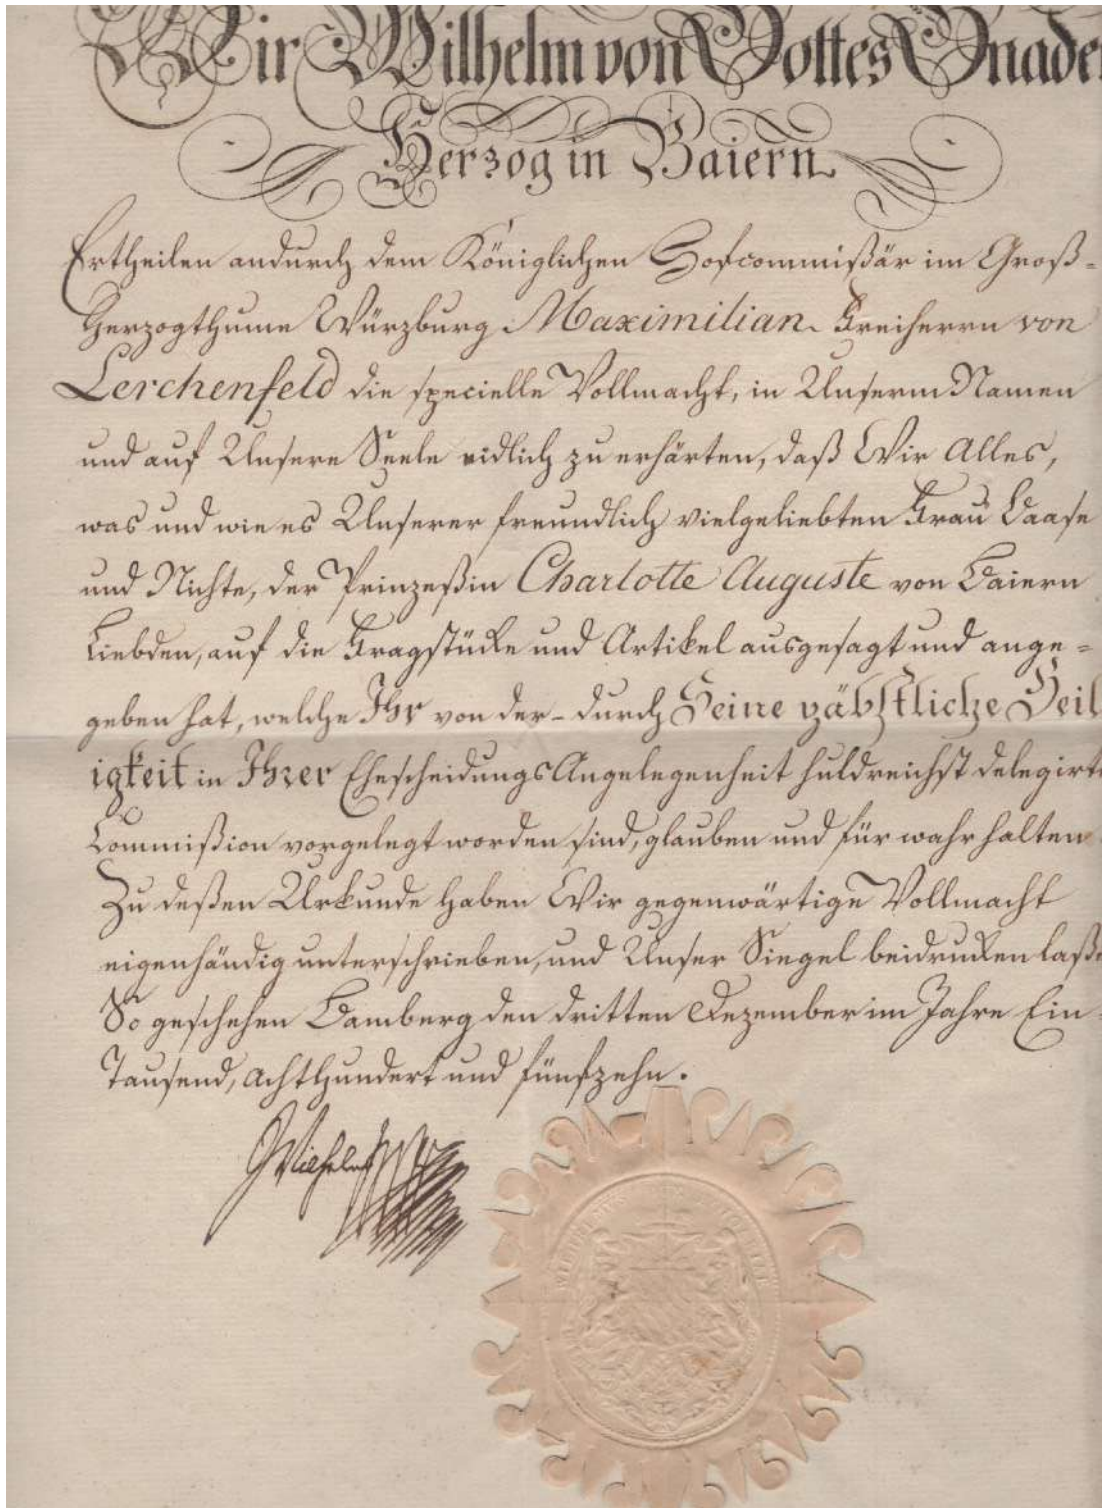 Wir Wilhelm von Gottes Gnaden
Herzog in Baiern.
Ertheilen andurch dem Königlichen Hofcommißär im Groß-
Herzogthume Würzburg Maximilian Freiherrn von
Lerchenfeld die specielle Vollmacht, in Unserm Namen
und auf Unsere Seele eidlich zu erhärten, daß Wir Alles,
was und wie es Unserer freundlich vielgeliebten Frau Baase
und Nichte, der Prinzeßin Charlotte Auguste von Baiern
Liebden, auf die Fragstücke und Artikel ausgesagt und ange-
geben hat, welche Ihr von der- durch Seine päbstliche Heil
igkeit in Ihrer Ehescheidungs Angelegenheit huldreichst delegirte
Commißion vorgelegt worden sind, glauben und für wahr halten
Zu deßen Urkunde haben Wir gegenwärtige Vollmacht
eigenhändig unterschrieben, und Unser Siegel beidrucken laße
So geschehen Bamberg den dritten Dezember im Jahre Ein
Tausend, Achthundert und fünfzehn.
Wilhelm